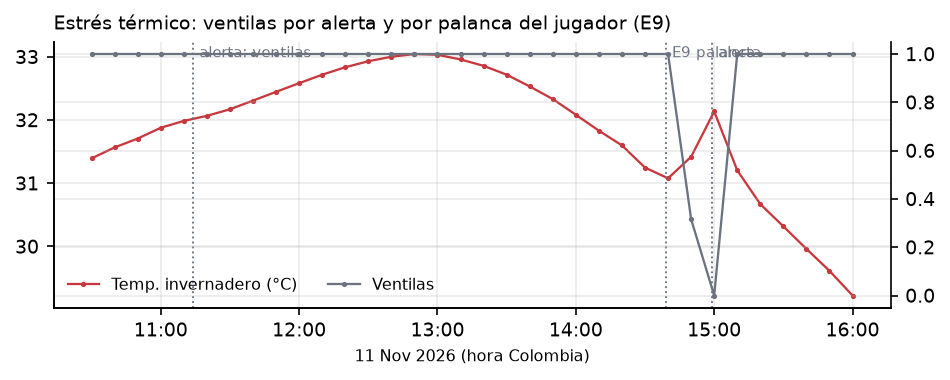 Estrés térmico: ventilas por alerta y por palanca del jugador (E9)
alerta: ventilas
E9 palanca
alerta
33
32
31
30
1.0
0.8
0.6
0.4
0.2
0.0
Temp. invernadero (°C)
Ventilas
11:00 12:00 13:00 14:00 15:00 16:00
11 Nov 2026 (hora Colombia)